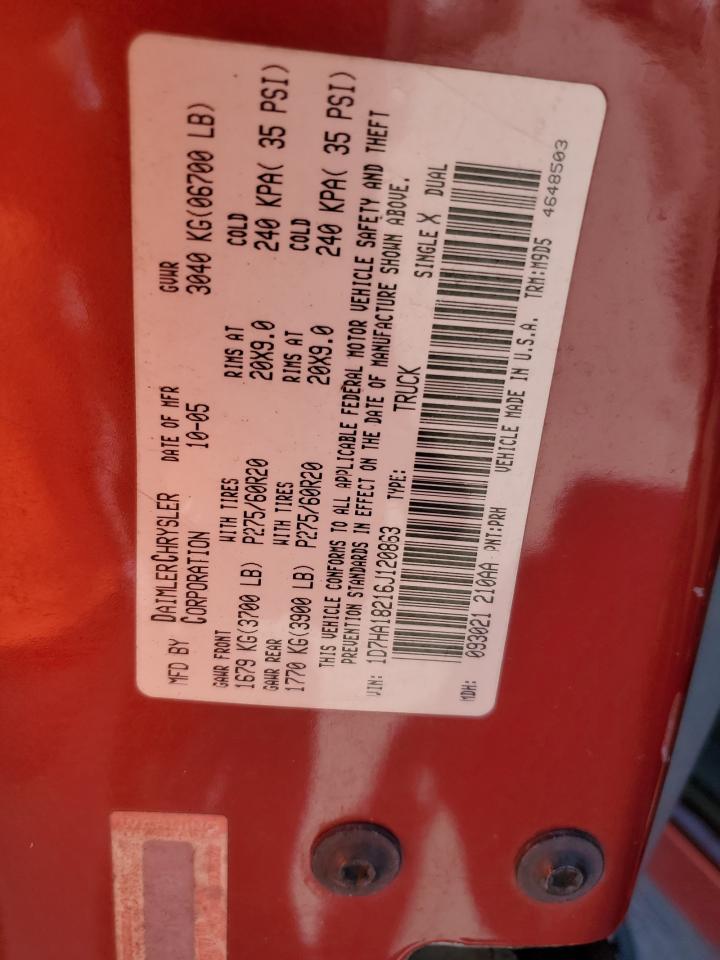 MFD BY DAIMLERCHRYSLER CORPORATION DATE OF MFR 10-05 GVWR 3040 KG(06700 LB)
GAWR FRONT WITH TIRES RIMS AT COLD
1679 KG(3700 LB) P275/60R20 20X9.0 240 KPA( 35 PSI)
GAWR REAR WITH TIRES RIMS AT COLD
1770 KG(3900 LB) P275/60R20 20X9.0 240 KPA( 35 PSI)
THIS VEHICLE CONFORMS TO ALL APPLICABLE FEDERAL MOTOR VEHICLE SAFETY AND THEFT
PREVENTION STANDARDS IN EFFECT ON THE DATE OF MANUFACTURE SHOWN ABOVE.
VIN: 1D7HA18216J120863 TYPE: TRUCK SINGLE X DUAL
MDH: 093021 210AA PNT:PRH VEHICLE MADE IN U.S.A. TRM:M9D5 4648503